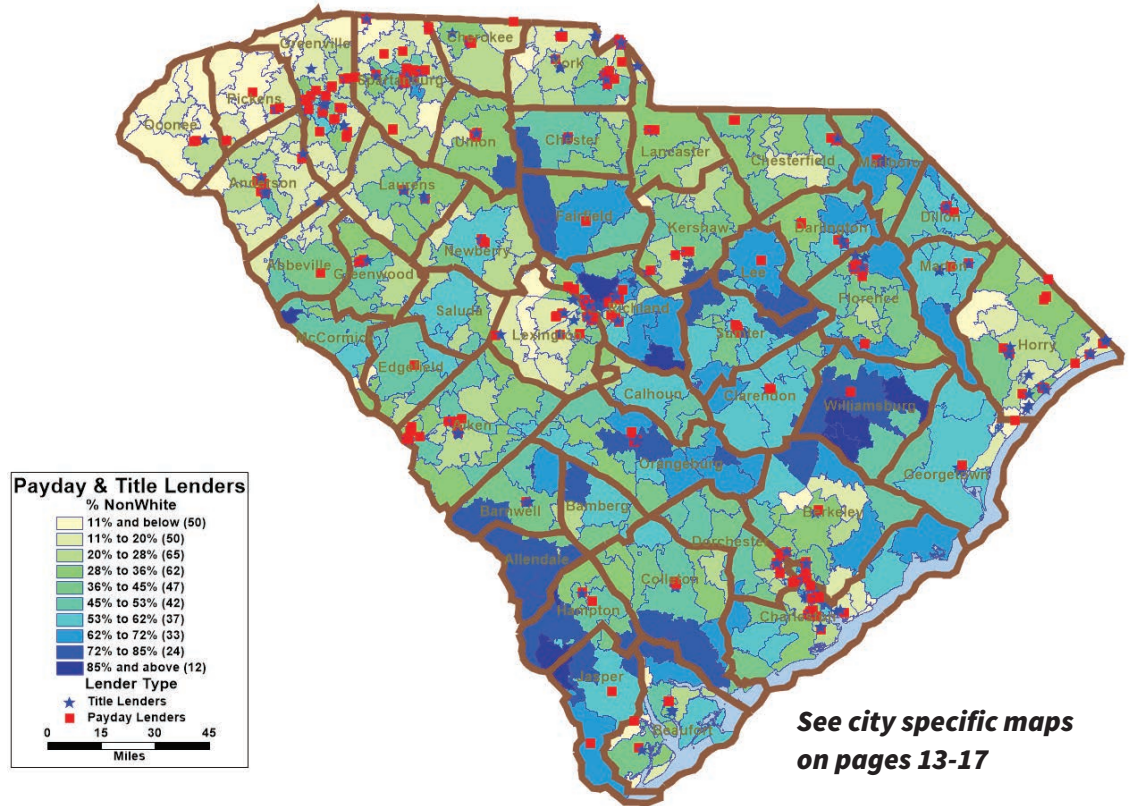 Greenville
Cherokee
York
Spartanburg
Pickens
Oconee
Union
Chester
Lancaster
Chesterfield
Marlboro
Anderson
Laurens
Fairfield
Kershaw
Darlington
Dillon
Newberry
Lee
Marion
Abbeville
Greenwood
Florence
Saluda
Richland
McCormick
Lexington
Sumter
Horry
Edgefield
Calhoun
Clarendon
Williamsburg
Aiken
Orangeburg
Georgetown
Barnwell
Bamberg
Berkeley
Dorchester
Allendale
Colleton
Hampton
Charleston
Jasper
Beaufort
Payday & Title Lenders
% NonWhite
11% and below (50)
11% to 20% (50)
20% to 28% (65)
28% to 36% (62)
36% to 45% (47)
45% to 53% (42)
53% to 62% (37)
62% to 72% (33)
72% to 85% (24)
85% and above (12)
Lender Type
Title Lenders
Payday Lenders
0 15 30 45
Miles
See city specific maps
on pages 13-17